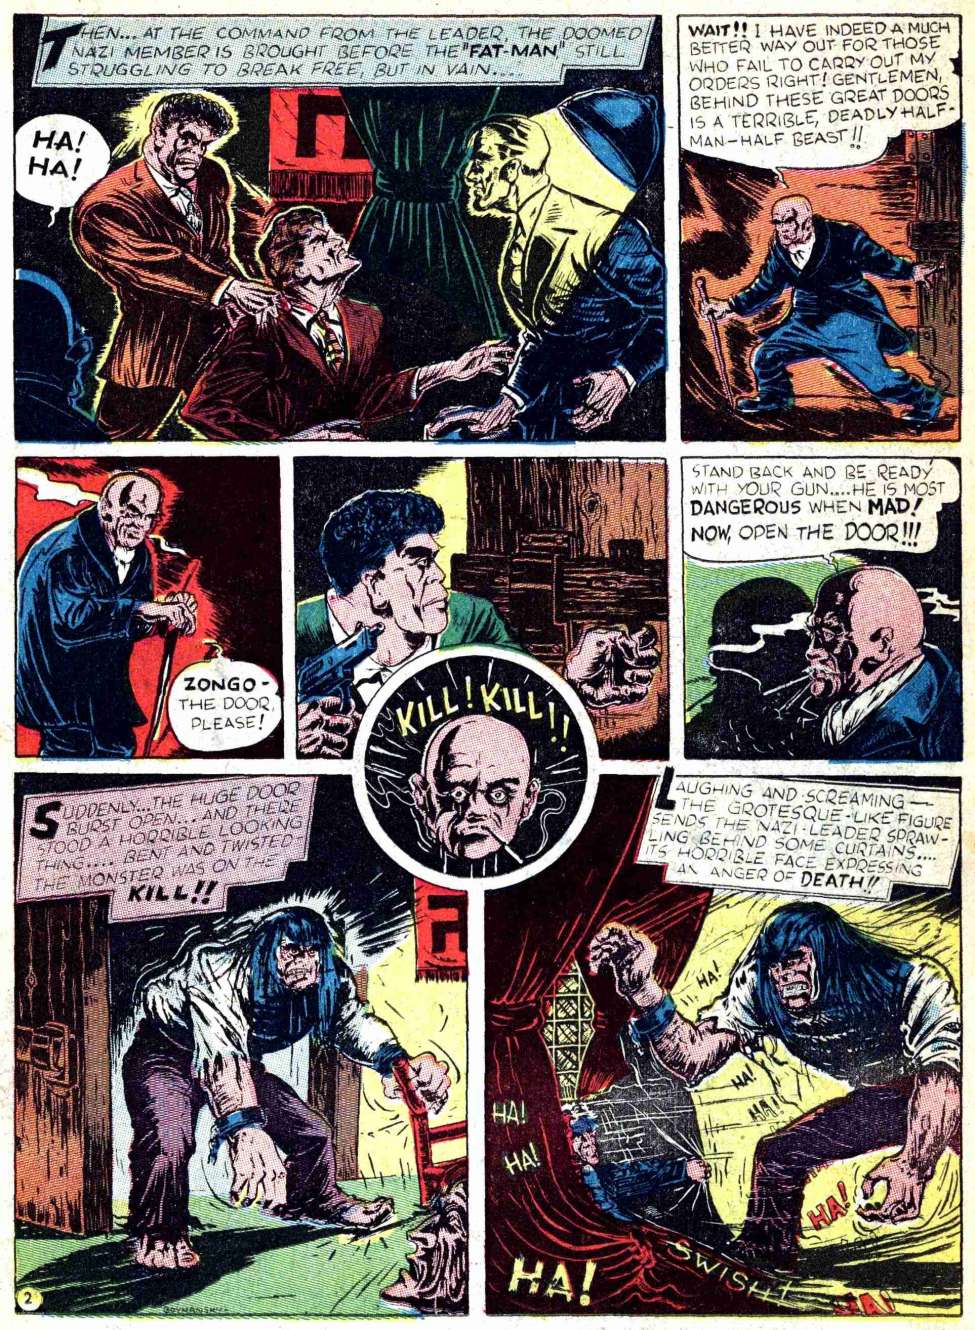 THEN... AT THE COMMAND FROM THE LEADER, THE DOOMED
NAZI MEMBER IS BROUGHT BEFORE THE "FAT-MAN", STILL
STRUGGLING TO BREAK FREE, BUT IN VAIN....
HA!
HA!
WAIT!! I HAVE INDEED A MUCH
BETTER WAY OUT FOR THOSE
WHO FAIL TO CARRY OUT MY
ORDERS RIGHT! GENTLEMEN,
BEHIND THESE GREAT DOORS
IS A TERRIBLE, DEADLY HALF-
MAN-HALF BEAST!!
ZONGO-
THE DOOR,
PLEASE!
STAND BACK AND BE READY
WITH YOUR GUN....HE IS MOST
DANGEROUS WHEN MAD!
NOW, OPEN THE DOOR!!!
KILL! KILL!!
SUDDENLY...THE HUGE DOOR
BURST OPEN... AND THERE
STOOD A HORRIBLE LOOKING
THING.... BENT AND TWISTED
THE MONSTER WAS ON THE
KILL!!
LAUGHING AND SCREAMING-
THE GROTESQUE-LIKE FIGURE
SENDS THE NAZI-LEADER SPRAW-
LING BEHIND SOME CURTAINS....
ITS HORRIBLE FACE EXPRESSING
AN ANGER OF DEATH!!
HA!
HA!
HA!
HA!
HA!
HA!
HA!
SWISH!
HA!
2